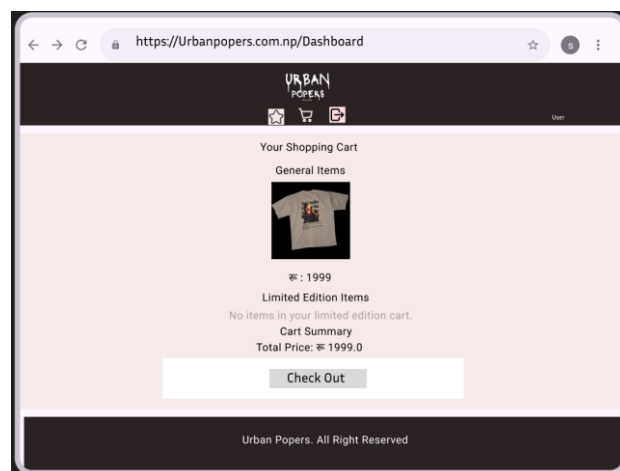 https://Urbanpopers.com.np/Dashboard
s
URBAN
POPERS
User
Your Shopping Cart
General Items
रू : 1999
Limited Edition Items
No items in your limited edition cart.
Cart Summary
Total Price: रू 1999.0
Check Out
Urban Popers. All Right Reserved